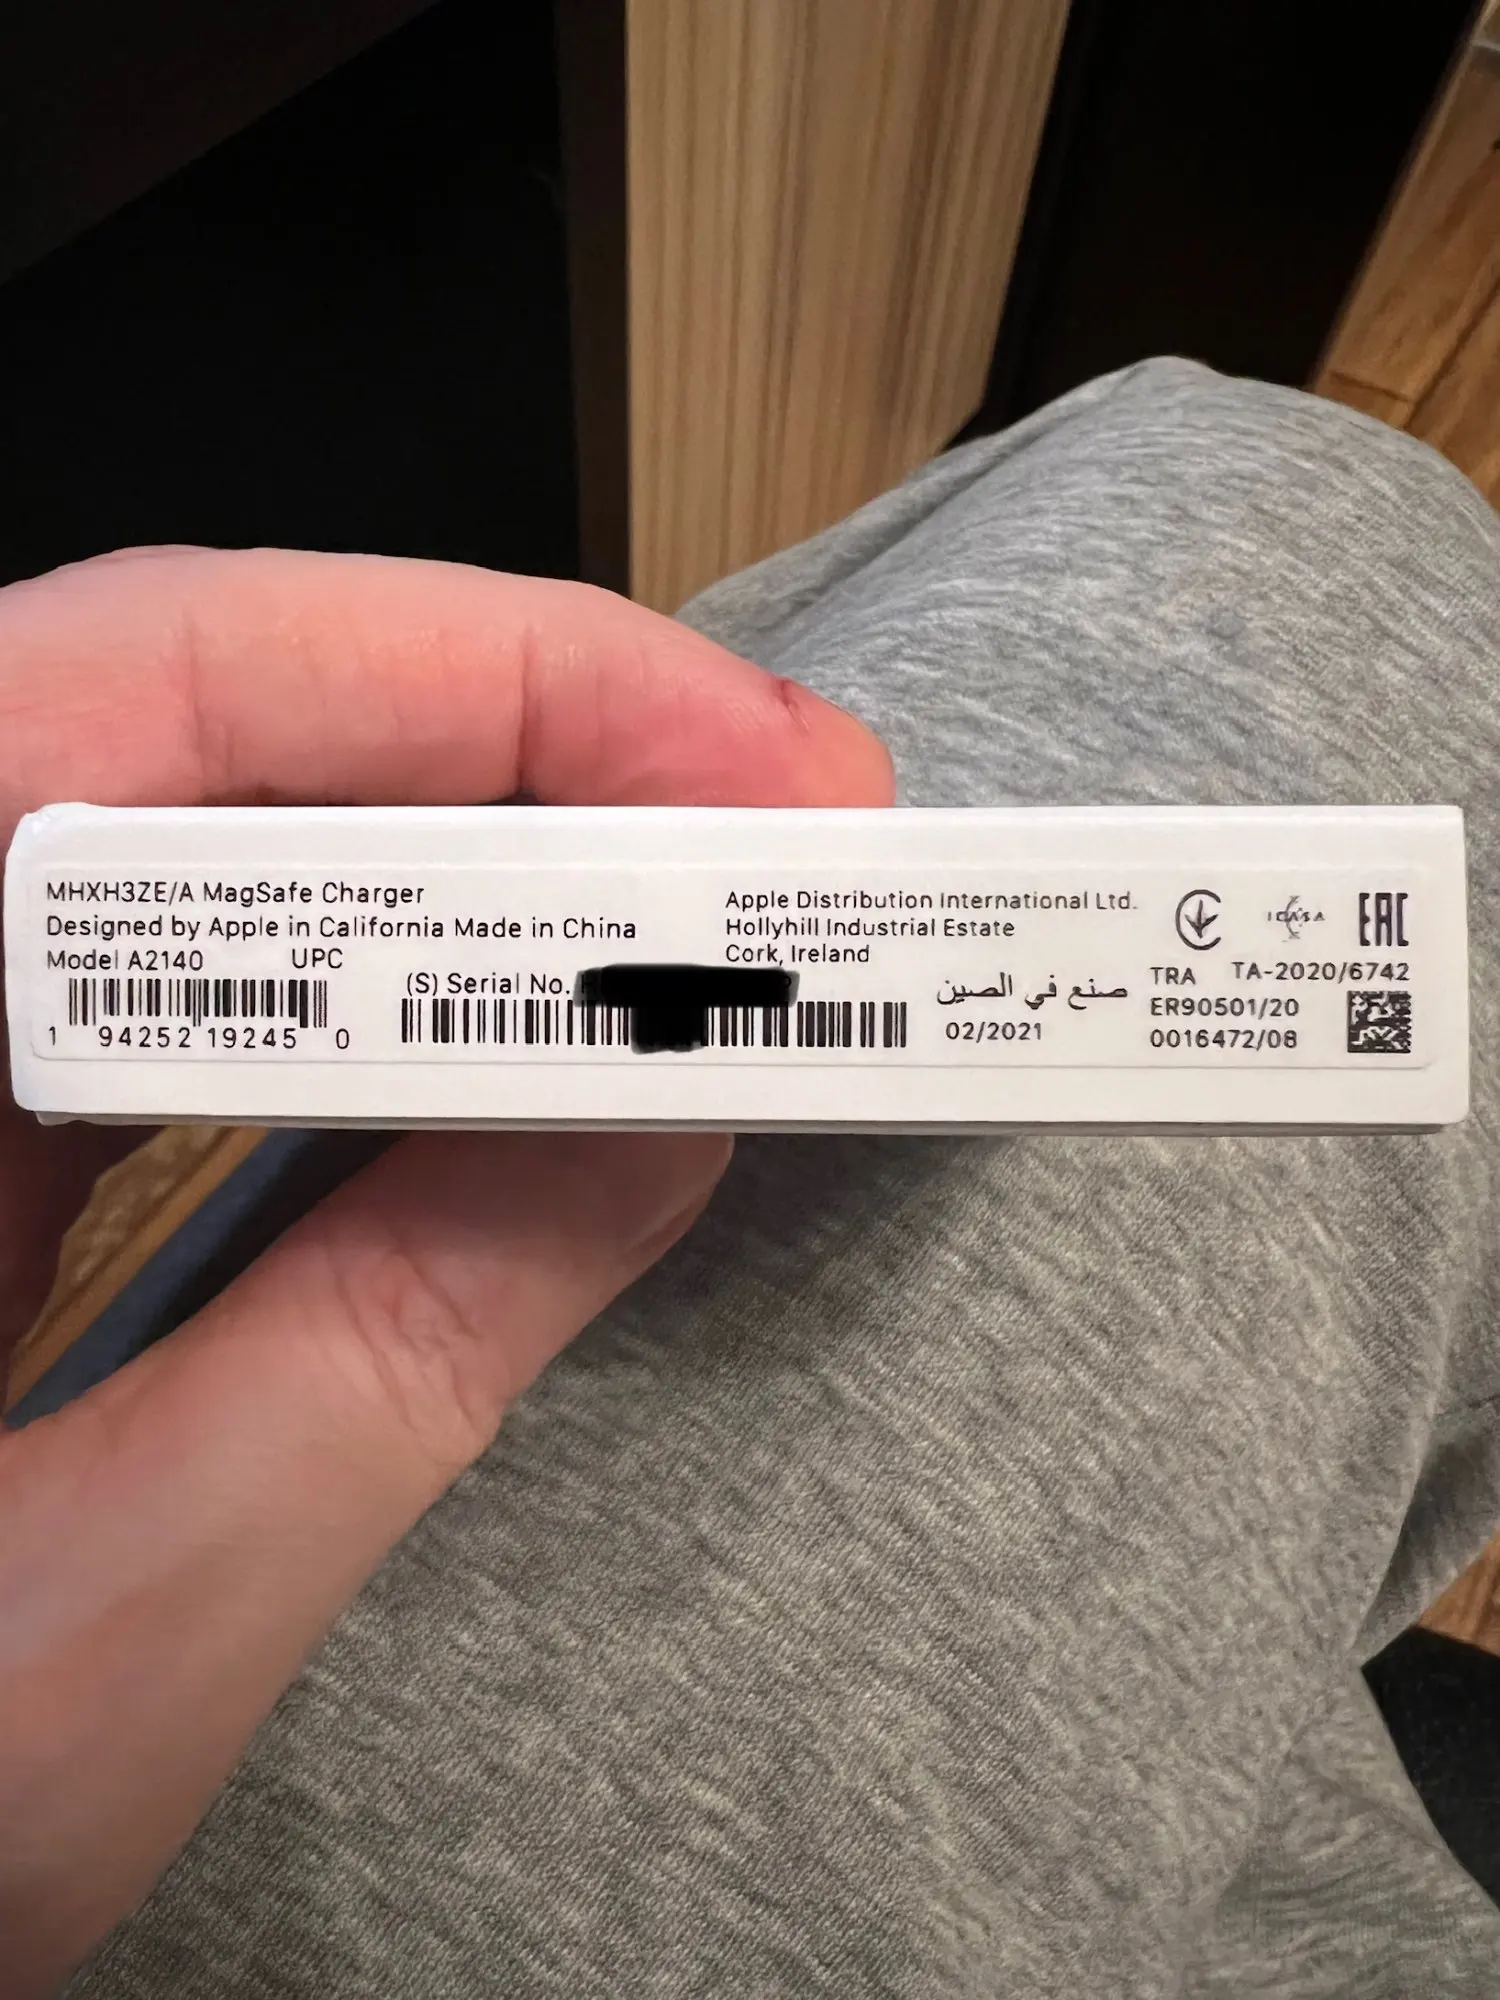 MHXH3ZE/A MagSafe Charger
Designed by Apple in California Made in China
Model A2140 UPC
1 94252 19245 0
(S) Serial No.
Apple Distribution International Ltd.
Hollyhill Industrial Estate
Cork, Ireland
صنع في الصين
02/2021
ICASA
EAC
TRA TA-2020/6742
ER90501/20
0016472/08